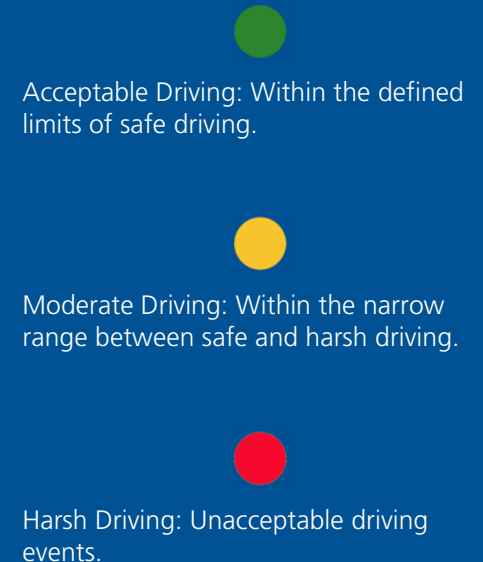 Acceptable Driving: Within the defined
limits of safe driving.
Moderate Driving: Within the narrow
range between safe and harsh driving.
Harsh Driving: Unacceptable driving
events.